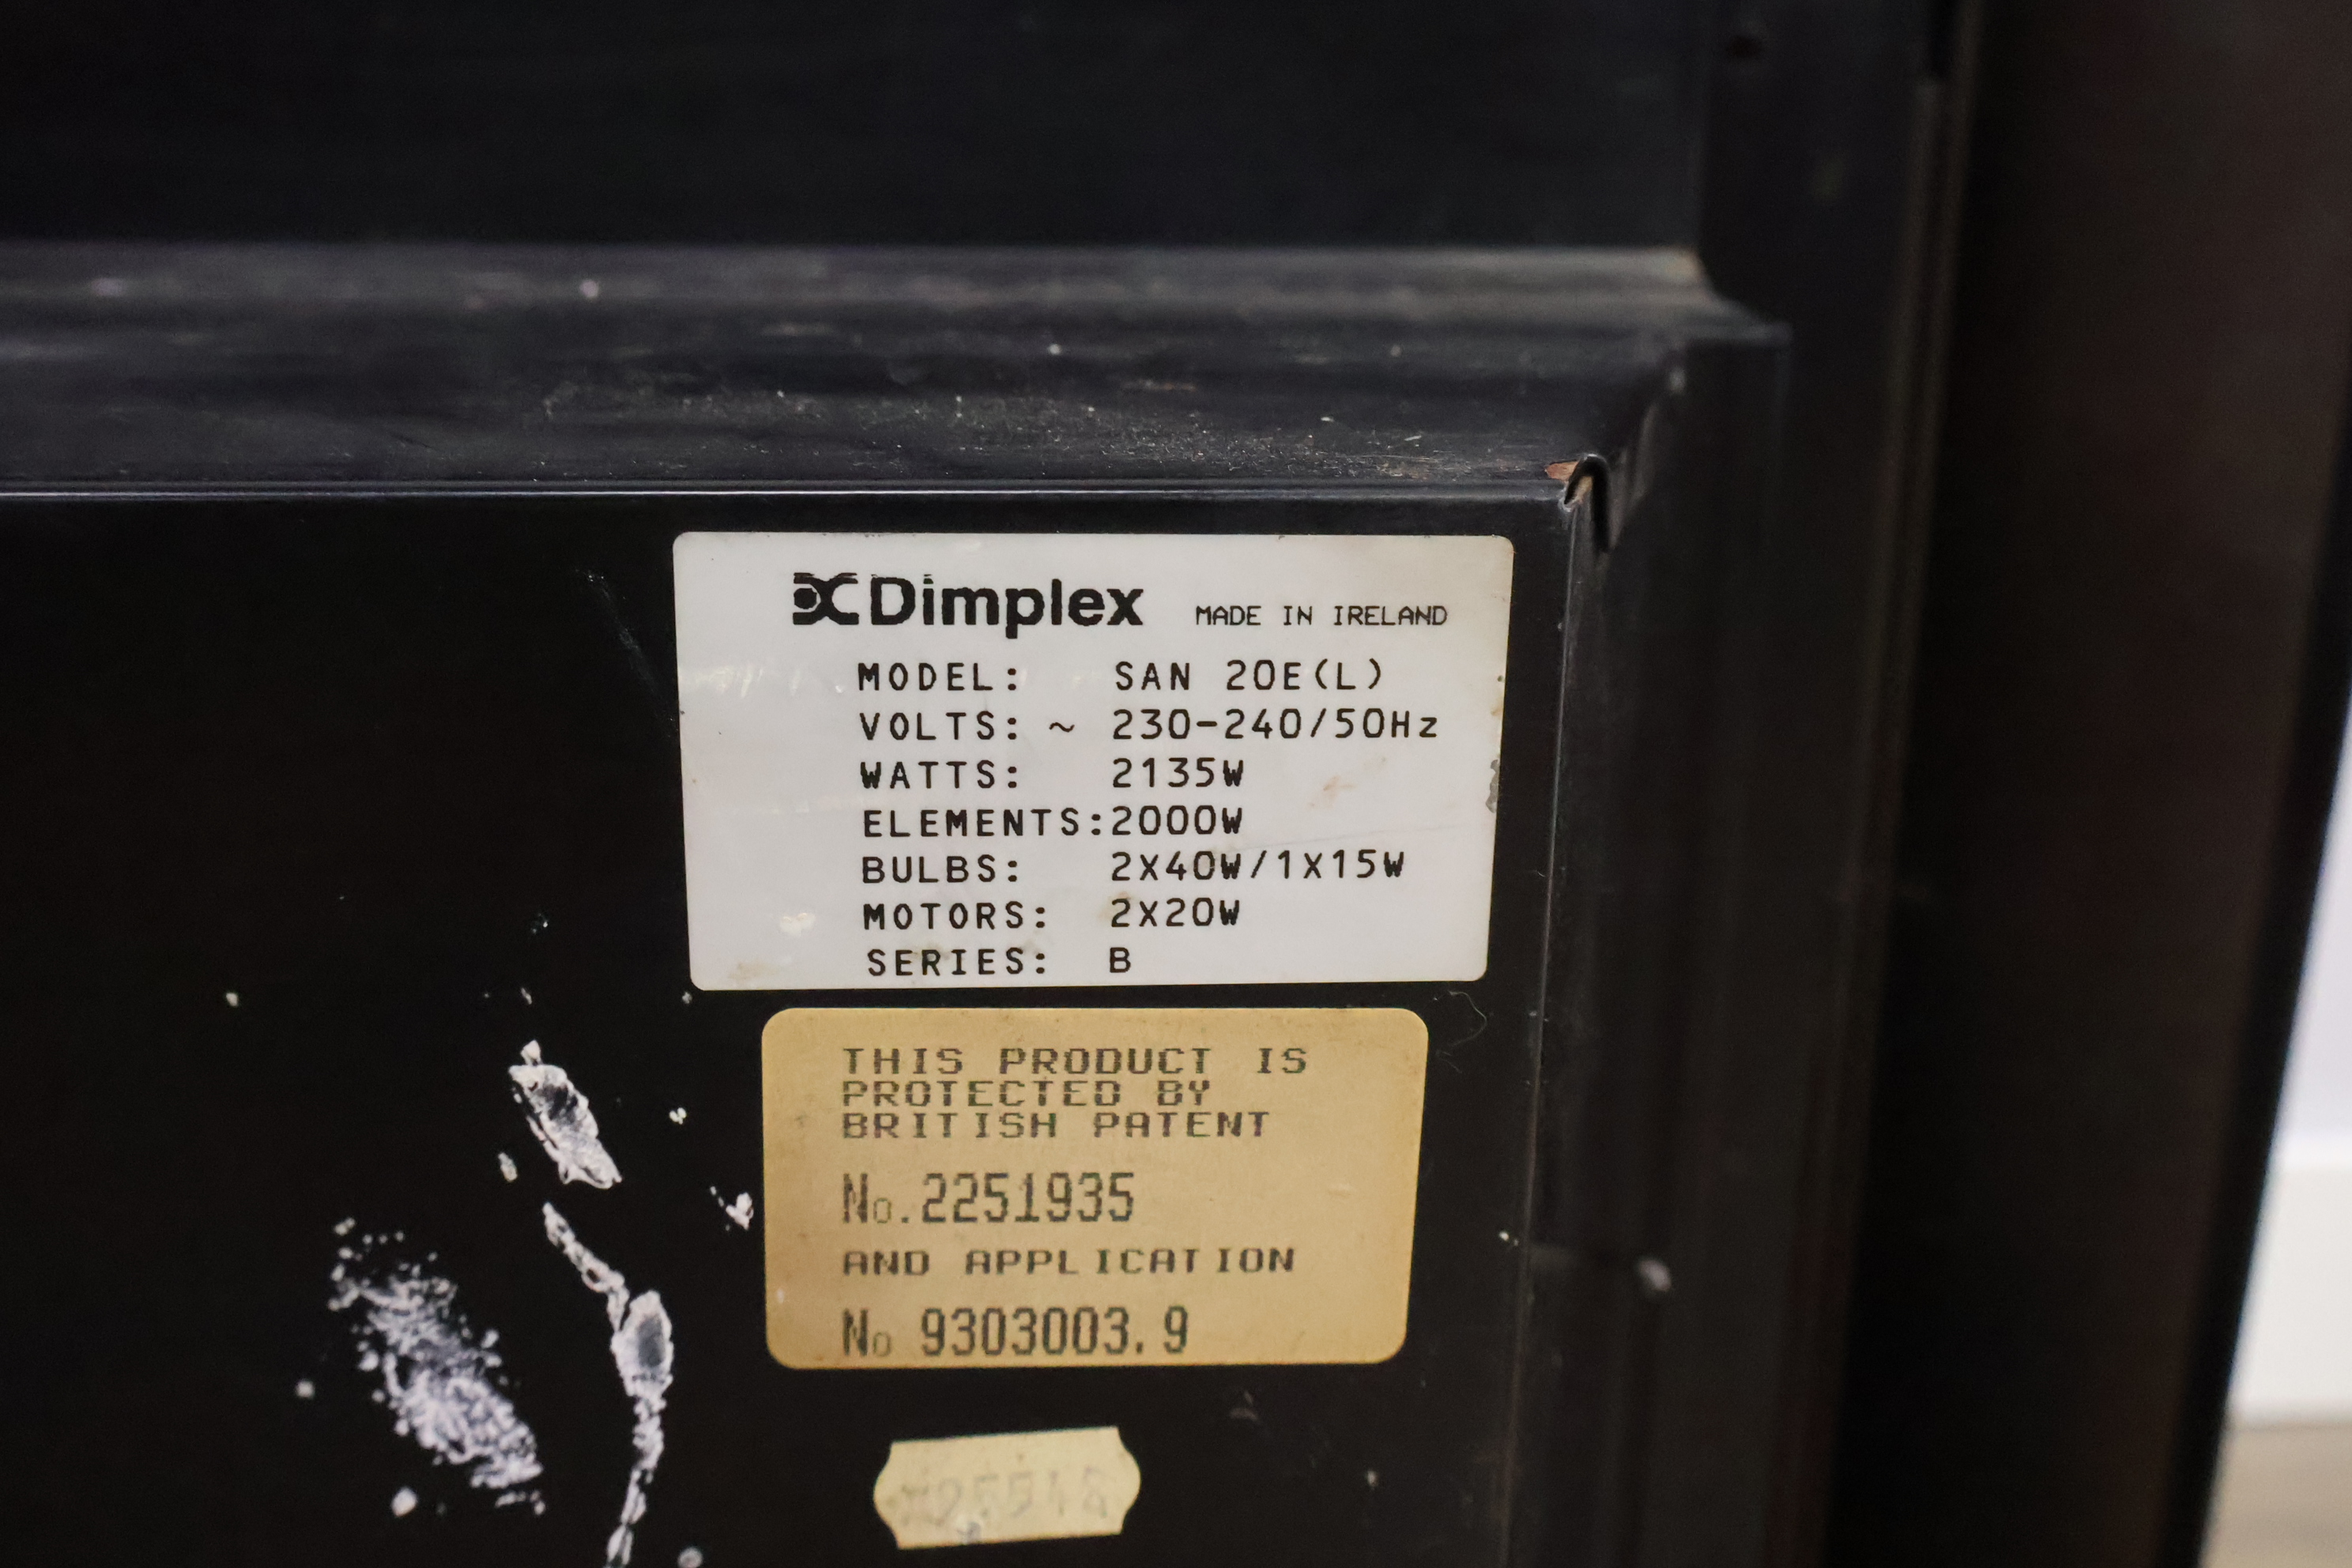 Dimplex MADE IN IRELAND
MODEL: SAN 20E(L)
VOLTS: ~ 230-240/50Hz
WATTS: 2135W
ELEMENTS:2000W
BULBS: 2X40W/1X15W
MOTORS: 2X20W
SERIES: B
THIS PRODUCT IS
PROTECTED BY
BRITISH PATENT
No.2251935
AND APPLICATION
No 9303003.9